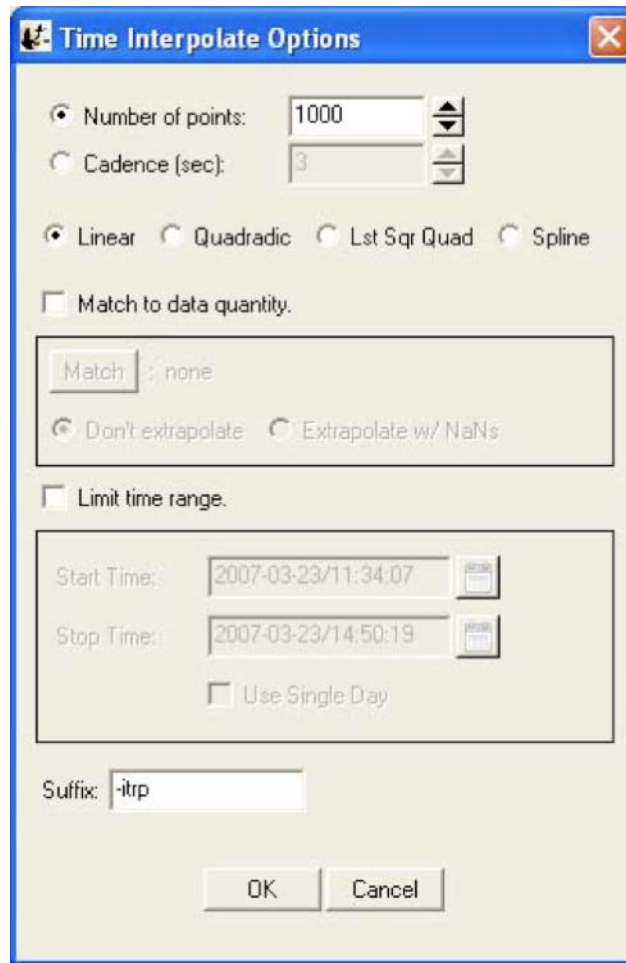 Time Interpolate Options
Number of points: 1000
Cadence (sec): 3
Linear Quadradic Lst Sqr Quad Spline
Match to data quantity.
Match : none
Don't extrapolate Extrapolate w/ NaNs
Limit time range.
Start Time: 2007-03-23/11:34:07
Stop Time: 2007-03-23/14:50:19
Use Single Day
Suffix: -itrp
OK Cancel